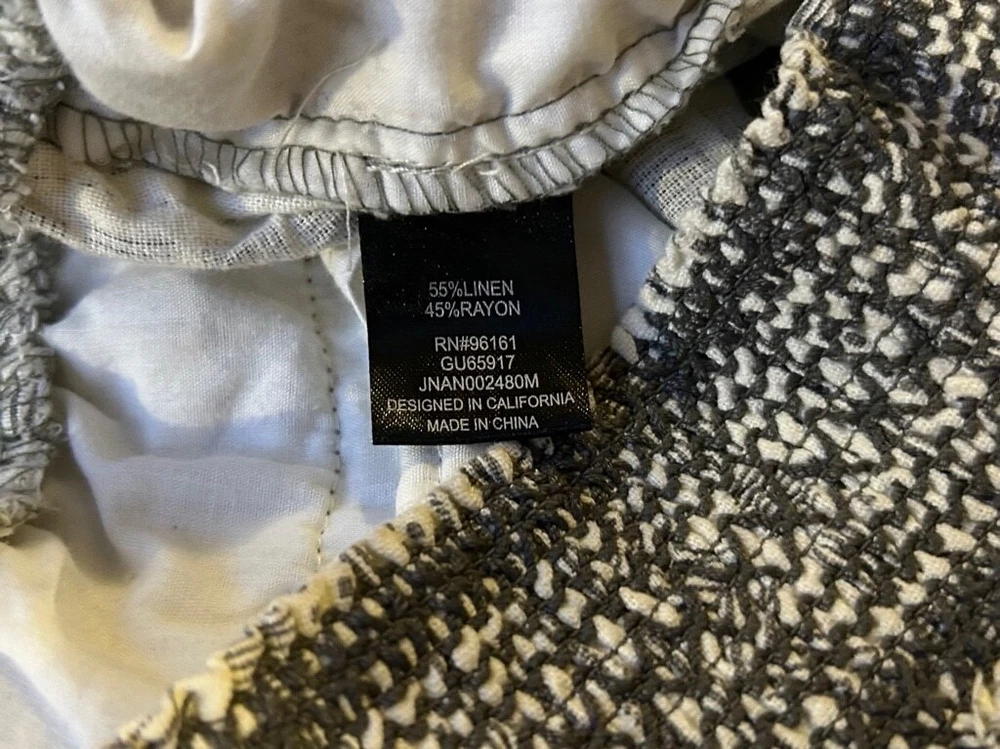 55%LINEN
45%RAYON
RN#96161
GU65917
JNAN002480M
DESIGNED IN CALIFORNIA
MADE IN CHINA